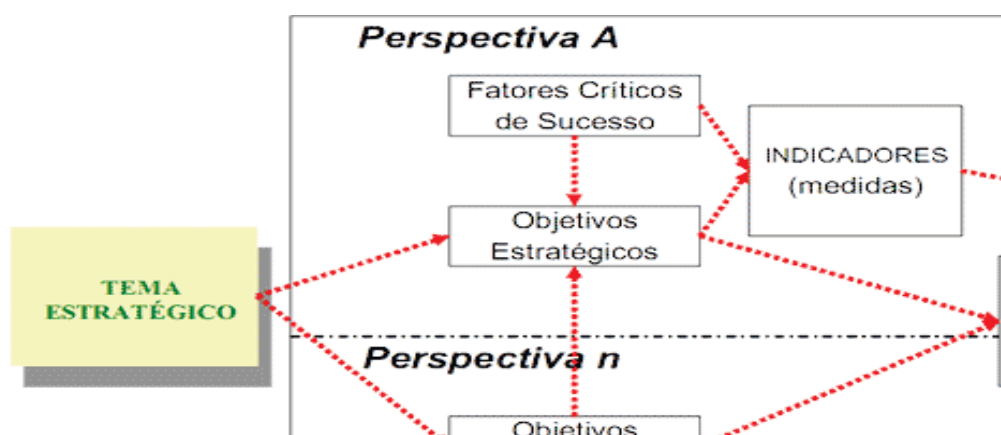 Perspectiva A
Fatores Críticos
de Sucesso
INDICADORES
(medidas)
Objetivos
Estratégicos
TEMA
ESTRATÉGICO
Perspectiva n
Objetivos